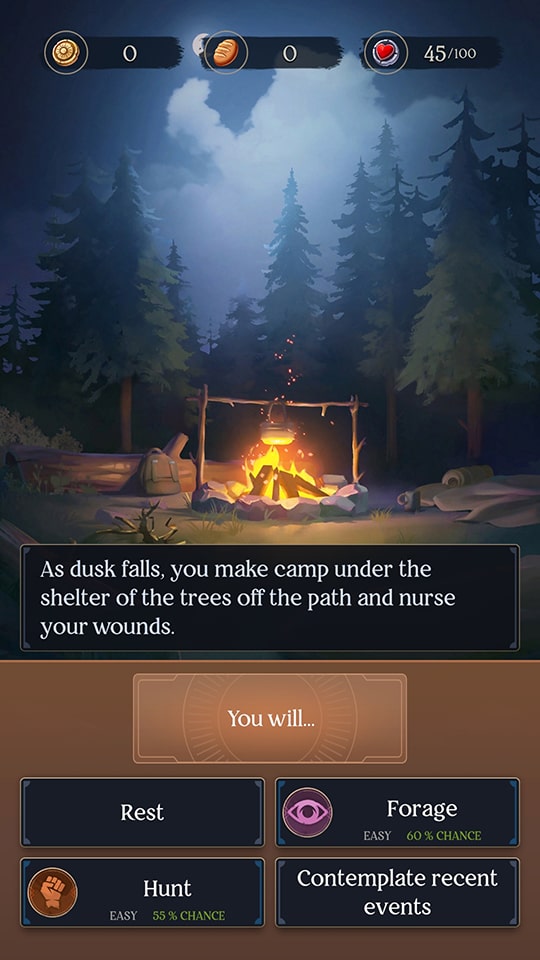 0
0
45/100
As dusk falls, you make camp under the
shelter of the trees off the path and nurse
your wounds.
You will...
Rest
Forage
EASY 60 % CHANCE
Hunt
EASY 55 % CHANCE
Contemplate recent
events